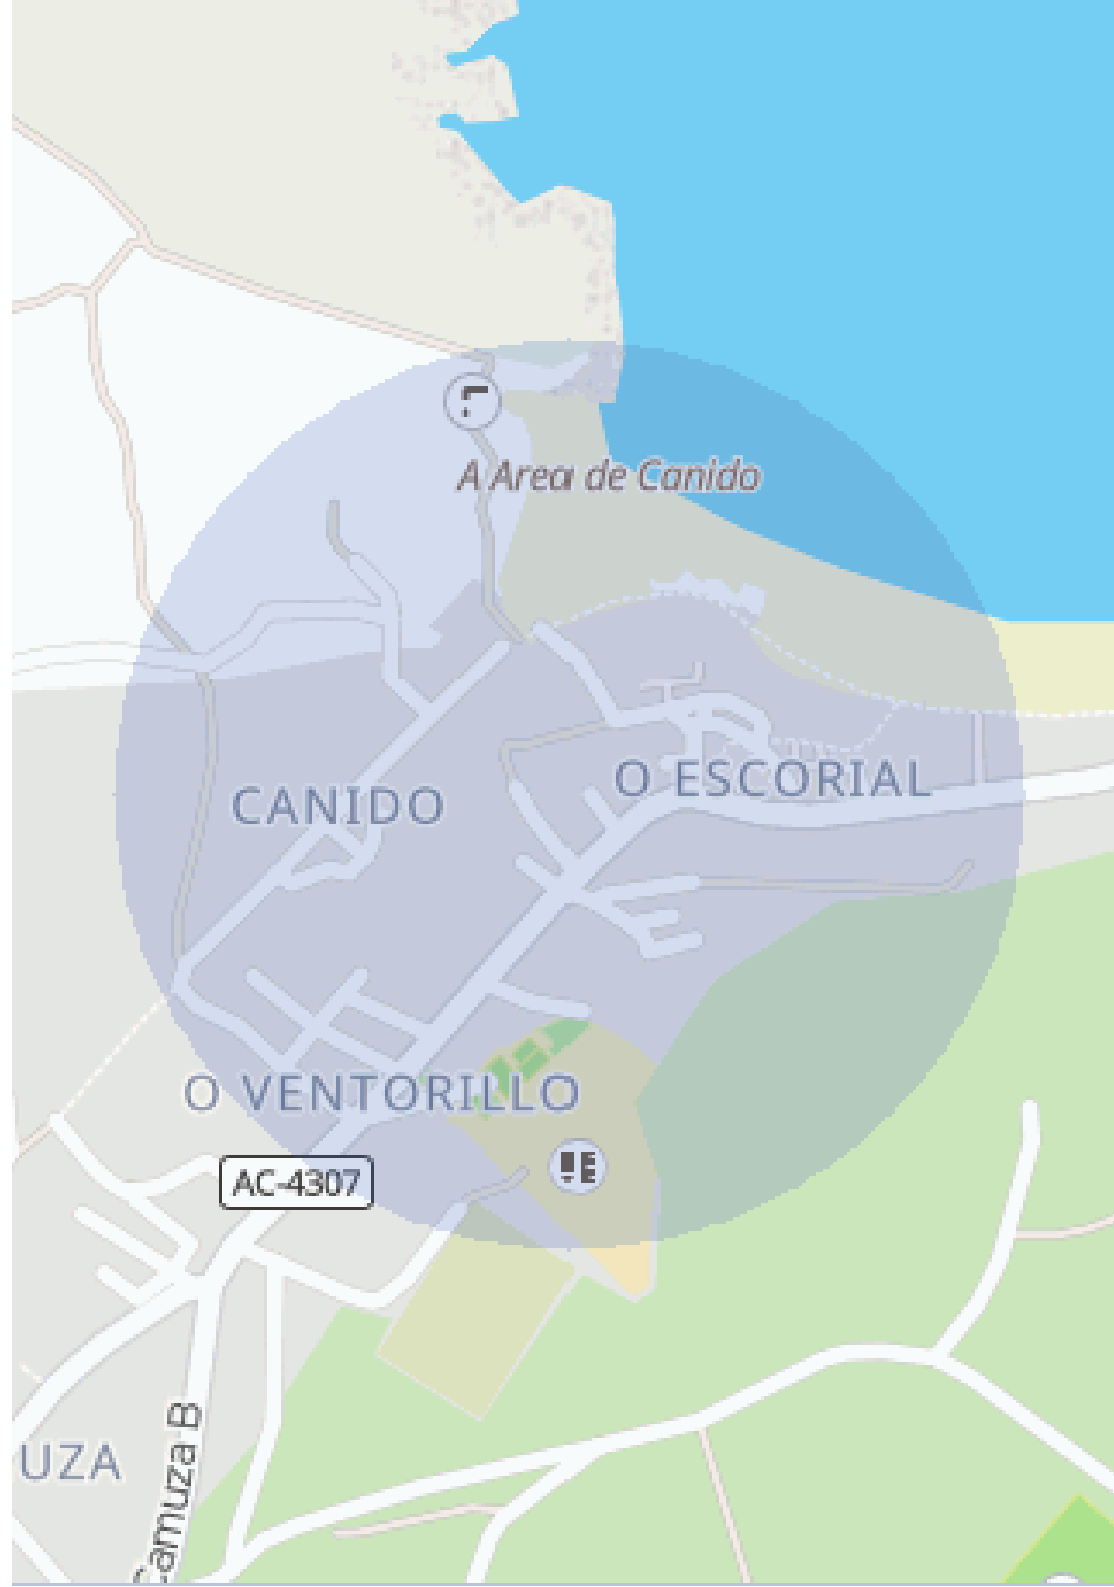 A Area de Canido
O ESCORIAL
CANIDO
O VENTORILLO
AC-4307
UZA
Camuza B